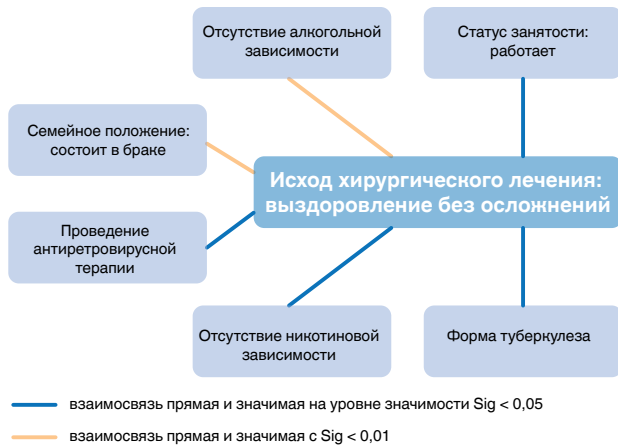 Отсутствие алкогольной
зависимости
Статус занятости:
работает
Семейное положение:
состоит в браке
Исход хирургического лечения:
выздоровление без осложнений
Проведение
антиретровирусной
терапии
Отсутствие никотиновой
зависимости
Форма туберкулеза
взаимосвязь прямая и значимая на уровне значимости Sig < 0,05
взаимосвязь прямая и значимая с Sig < 0,01